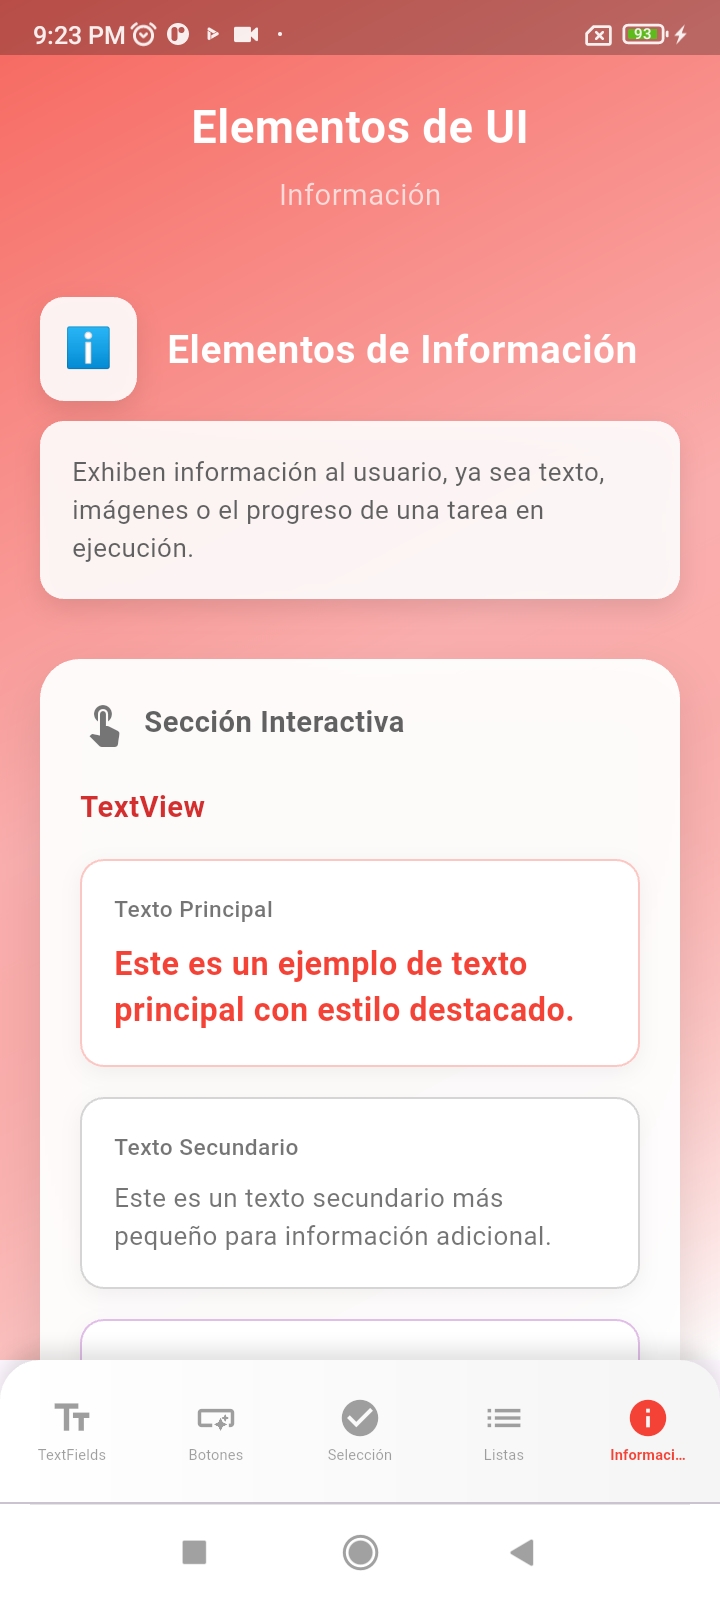 9:23 PM
93
Elementos de UI
Información
Elementos de Información
Exhiben información al usuario, ya sea texto,
imágenes o el progreso de una tarea en
ejecución.
Sección Interactiva
TextView
Texto Principal
Este es un ejemplo de texto
principal con estilo destacado.
Texto Secundario
Este es un texto secundario más
pequeño para información adicional.
TextFields
Botones
Selección
Listas
Informaci...